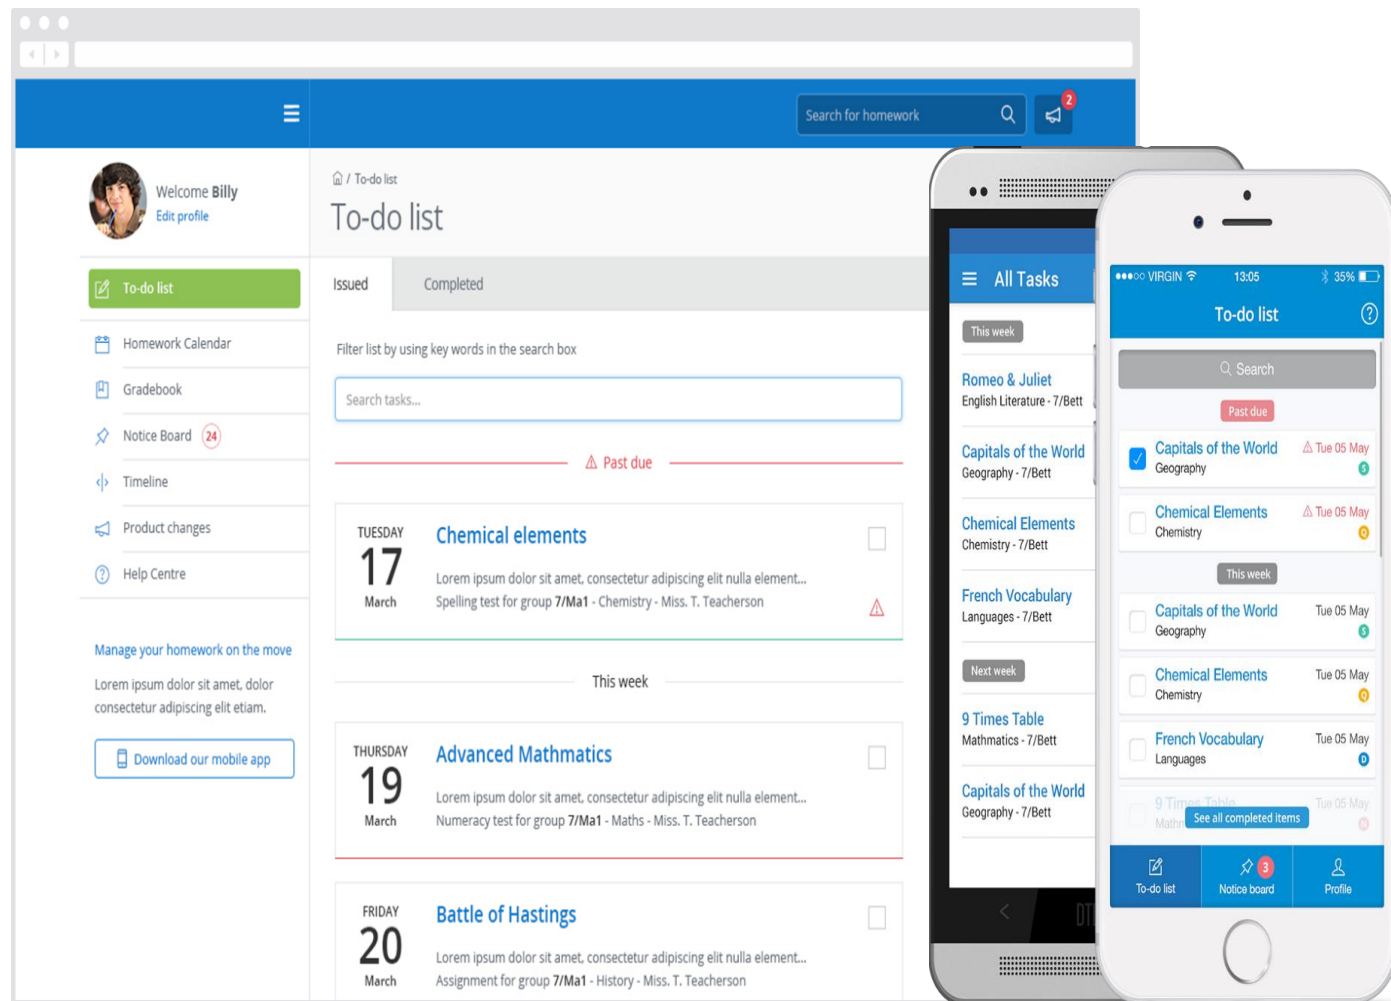 Search for homework
2
Welcome Billy
Edit profile
To-do list
Homework Calendar
Gradebook
Notice Board 24
Timeline
Product changes
Help Centre
Manage your homework on the move
Lorem ipsum dolor sit amet, dolor
consectetur adipiscing elit etiam.
Download our mobile app
/ To-do list
To-do list
Issued
Completed
Filter list by using key words in the search box
Search tasks...
Past due
TUESDAY
17
March
Chemical elements
Lorem ipsum dolor sit amet, consectetur adipiscing elit nulla element...
Spelling test for group 7/Ma1 - Chemistry - Miss. T. Teacherson
This week
THURSDAY
19
March
Advanced Mathmatics
Lorem ipsum dolor sit amet, consectetur adipiscing elit nulla element...
Numeracy test for group 7/Ma1 - Maths - Miss. T. Teacherson
FRIDAY
20
March
Battle of Hastings
Lorem ipsum dolor sit amet, consectetur adipiscing elit nulla element...
Assignment for group 7/Ma1 - History - Miss. T. Teacherson
All Tasks
This week
Romeo & Juliet
English Literature - 7/Bett
Capitals of the World
Geography - 7/Bett
Chemical Elements
Chemistry - 7/Bett
French Vocabulary
Languages - 7/Bett
Next week
9 Times Table
Mathmatics - 7/Bett
Capitals of the World
Geography - 7/Bett
VIRGIN 13:05 35%
To-do list
?
Search
Past due
Capitals of the World Tue 05 May
Geography S
Chemical Elements Tue 05 May
Chemistry Q
This week
Capitals of the World Tue 05 May
Geography S
Chemical Elements Tue 05 May
Chemistry Q
French Vocabulary Tue 05 May
Languages D
9 Times Table Tue 05 May
See all completed items
To-do list
Notice board 3
Profile